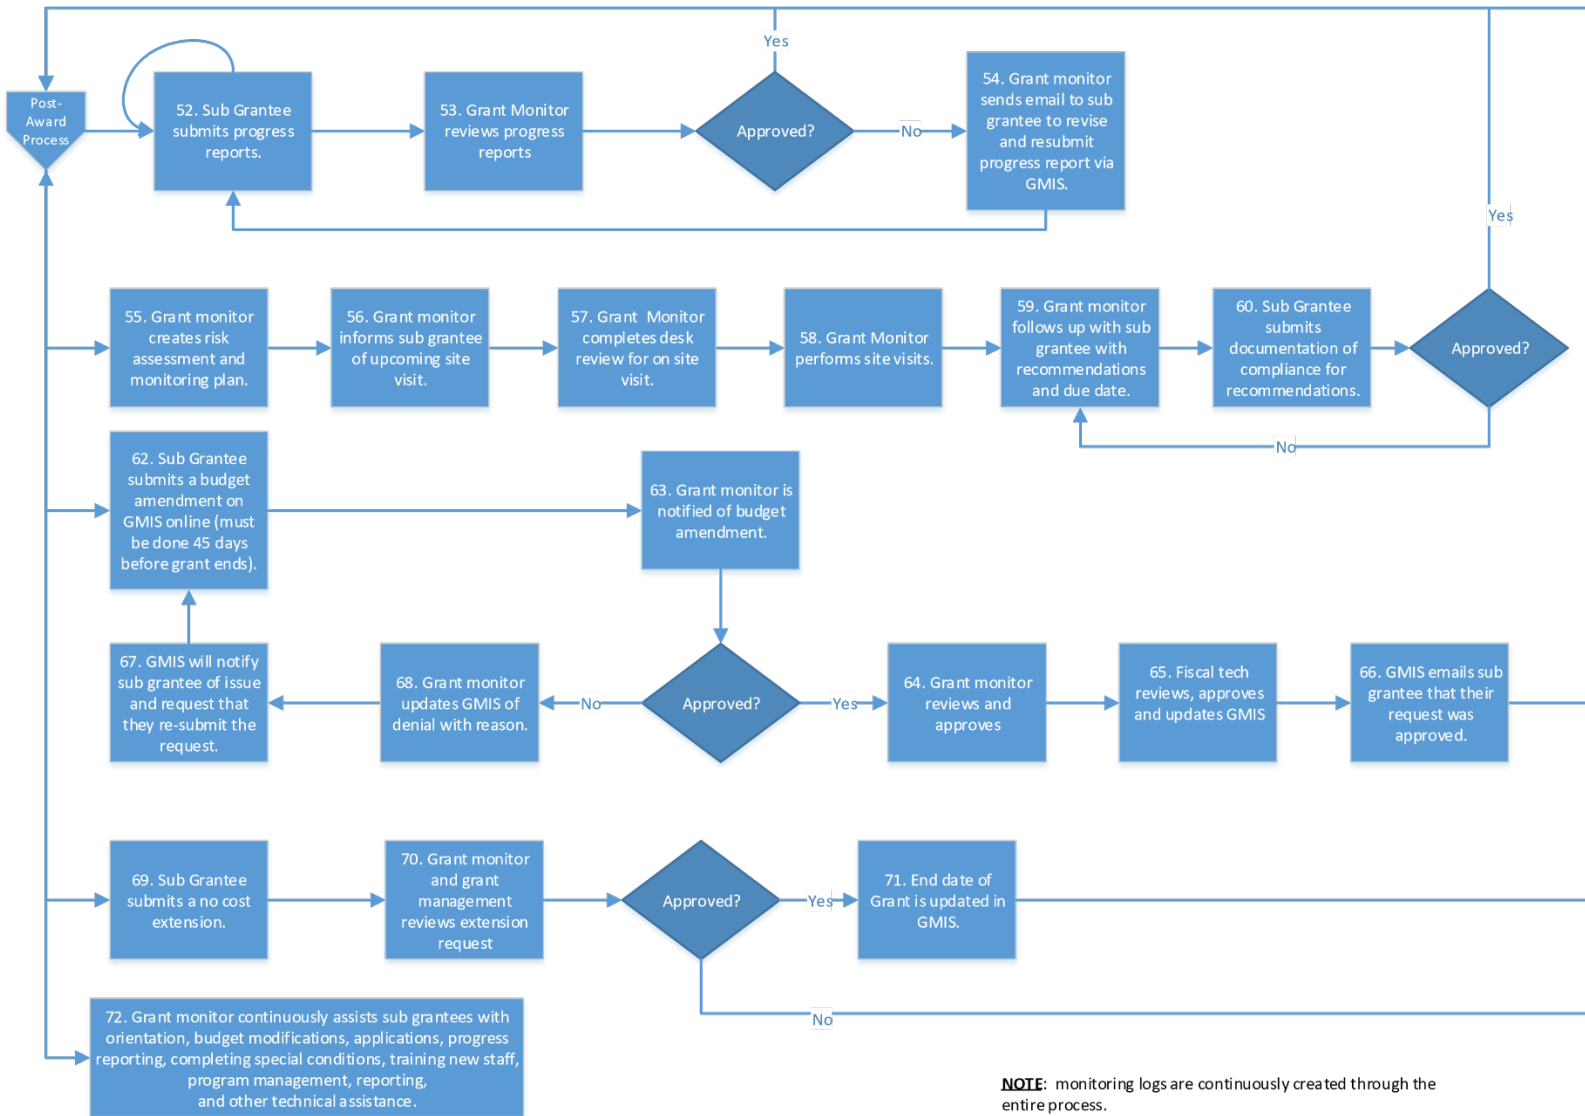 Yes
Post-
Award
Process
52. Sub Grantee
submits progress
reports.
53. Grant Monitor
reviews progress
reports
Approved?
No
54. Grant monitor
sends email to sub
grantee to revise
and resubmit
progress report via
GMIS.
Yes
55. Grant monitor
creates risk
assessment and
monitoring plan.
56. Grant monitor
informs sub grantee
of upcoming site
visit.
57. Grant  Monitor
completes desk
review for on site
visit.
58. Grant Monitor
performs site visits.
59. Grant monitor
follows up with sub
grantee with
recommendations
and due date.
60. Sub Grantee
submits
documentation of
compliance for
recommendations.
Approved?
No
62. Sub Grantee
submits a budget
amendment on
GMIS online (must
be done 45 days
before grant ends).
63. Grant monitor is
notified of budget
amendment.
67. GMIS will notify
sub grantee of issue
and request that
they re-submit the
request.
68. Grant monitor
updates GMIS of
denial with reason.
No
Approved?
Yes
64. Grant monitor
reviews and
approves
65. Fiscal tech
reviews, approves
and updates GMIS
66. GMIS emails sub
grantee that their
request was
approved.
69. Sub Grantee
submits a no cost
extension.
70. Grant monitor
and grant
management
reviews extension
request
Approved?
Yes
71. End date of
Grant is updated in
GMIS.
No
72. Grant monitor continuously assists sub grantees with
orientation, budget modifications, applications, progress
reporting, completing special conditions, training new staff,
program management, reporting,
and other technical assistance.
NOTE:  monitoring logs are continuously created through the
entire process.